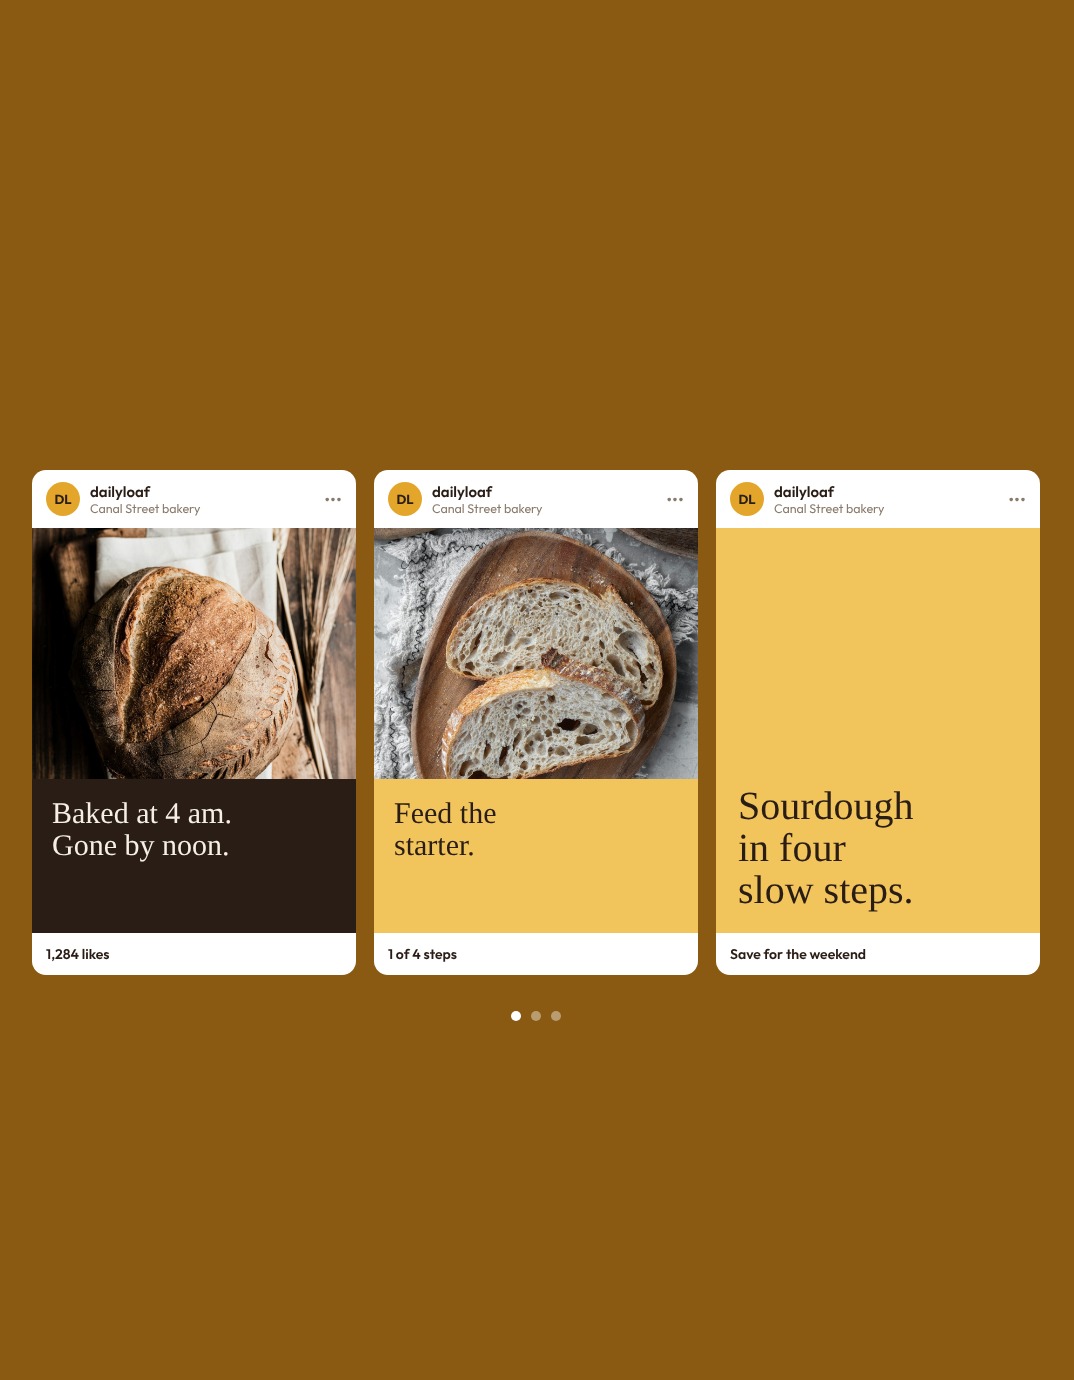 DL
dailyloaf
Canal Street bakery
Baked at 4 am.
Gone by noon.
1,284 likes
DL
dailyloaf
Canal Street bakery
Feed the
starter.
1 of 4 steps
DL
dailyloaf
Canal Street bakery
Sourdough
in four
slow steps.
Save for the weekend